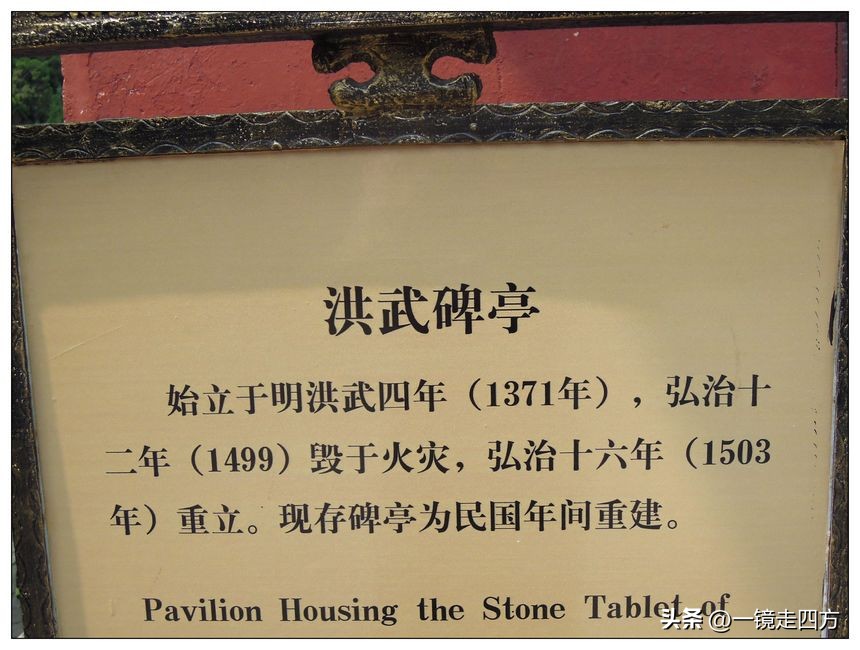 洪武碑亭
始立于明洪武四年（1371年），弘治十
二年（1499）毁于火灾，弘治十六年（1503
年）重立。现存碑亭为民国年间重建。
Pavilion Housing the Stone Tablet of
头条 @一镜走四方